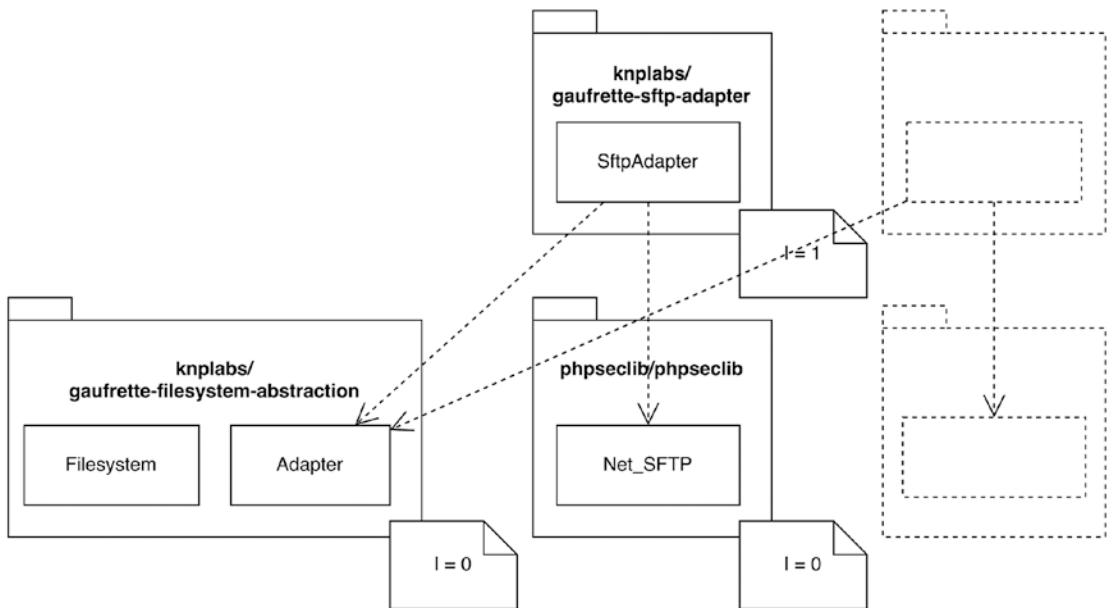 knplabs/
gaufrette-sftp-adapter
SftpAdapter
I = 1
knplabs/
gaufrette-filesystem-abstraction
Filesystem
Adapter
I = 0
phpseclib/phpseclib
Net_SFTP
I = 0